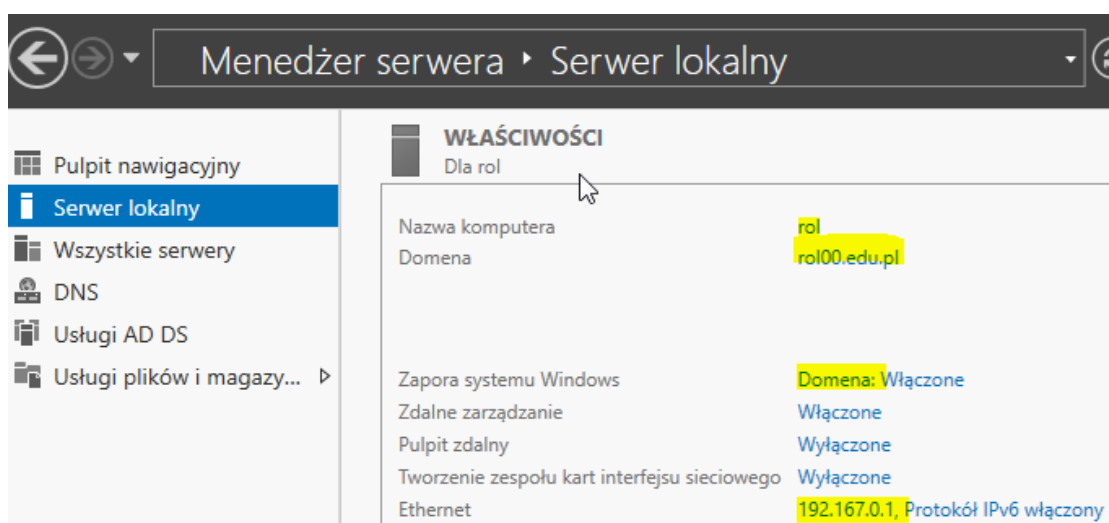 Menedżer serwera ‣ Serwer lokalny
Pulpit nawigacyjny
Serwer lokalny
Wszystkie serwery
DNS
Usługi AD DS
Usługi plików i magazy...
WŁAŚCIWOŚCI
Dla rol
Nazwa komputera rol
Domena rol00.edu.pl
Zapora systemu Windows Domena: Włączone
Zdalne zarządzanie Włączone
Pulpit zdalny Wyłączone
Tworzenie zespołu kart interfejsu sieciowego Wyłączone
Ethernet 192.167.0.1, Protokół IPv6 włączony